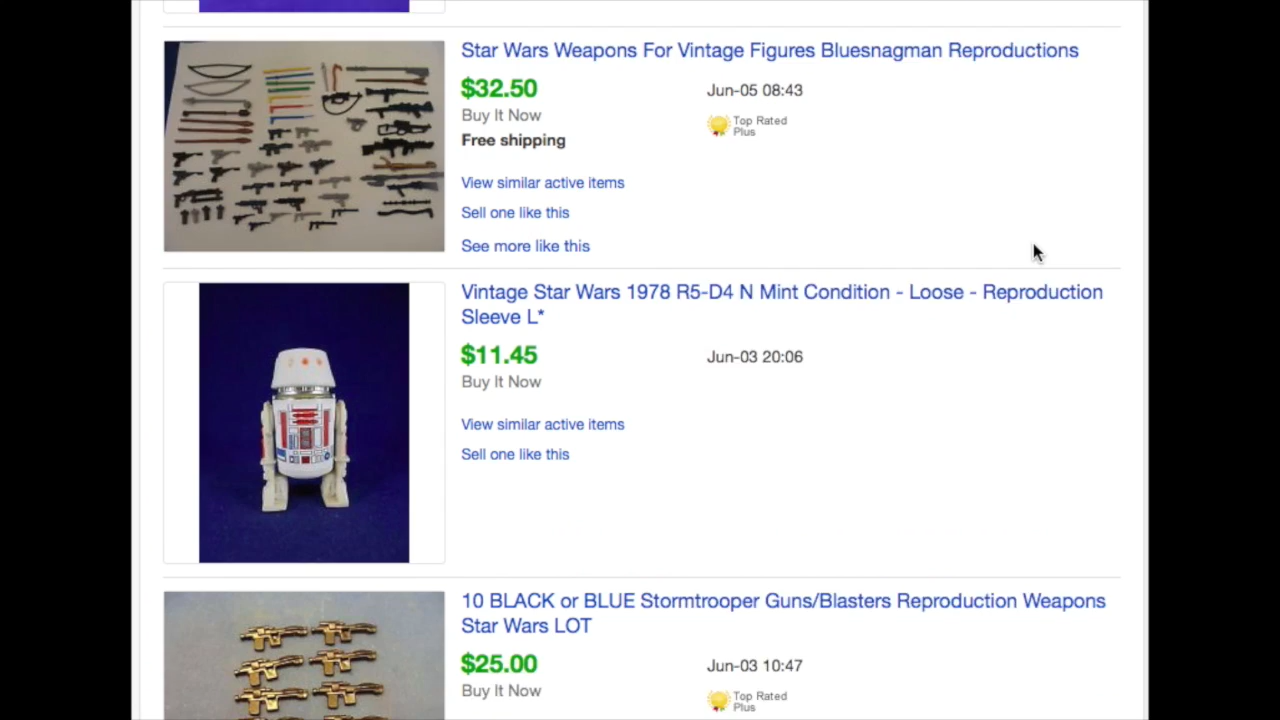 Star Wars Weapons For Vintage Figures Bluesnagman Reproductions
$32.50
Jun-05 08:43
Buy It Now
Top Rated
Plus
Free shipping
View similar active items
Sell one like this
See more like this
Vintage Star Wars 1978 R5-D4 N Mint Condition - Loose - Reproduction
Sleeve L*
$11.45
Jun-03 20:06
Buy It Now
View similar active items
Sell one like this
10 BLACK or BLUE Stormtrooper Guns/Blasters Reproduction Weapons
Star Wars LOT
$25.00
Jun-03 10:47
Buy It Now
Top Rated
Plus